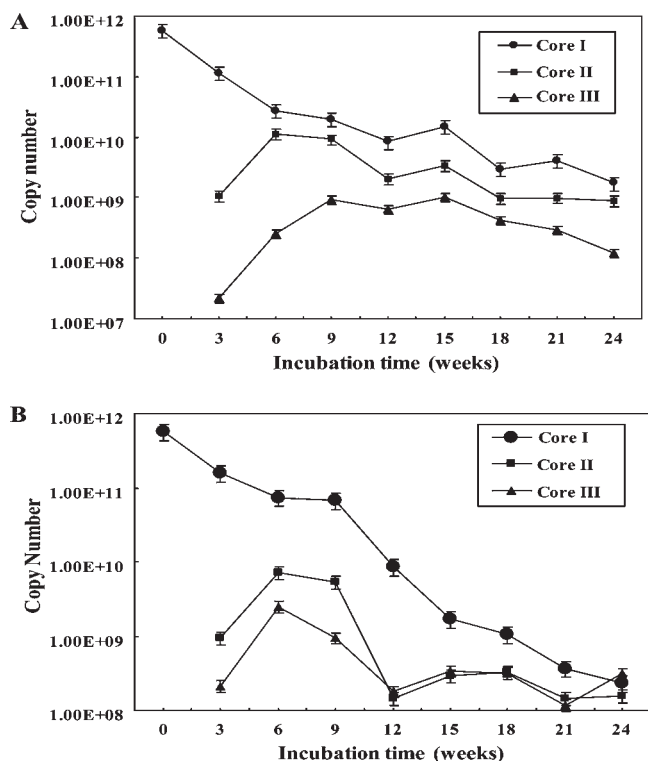 A
1.00E+12
1.00E+11
1.00E+10
1.00E+09
1.00E+08
1.00E+07
Copy number
Core I
Core II
Core III
0 3 6 9 12 15 18 21 24
Incubation time (weeks)
B
1.00E+12
1.00E+11
1.00E+10
1.00E+09
1.00E+08
Copy Number
Core I
Core II
Core III
0 3 6 9 12 15 18 21 24
Incubation time (weeks)